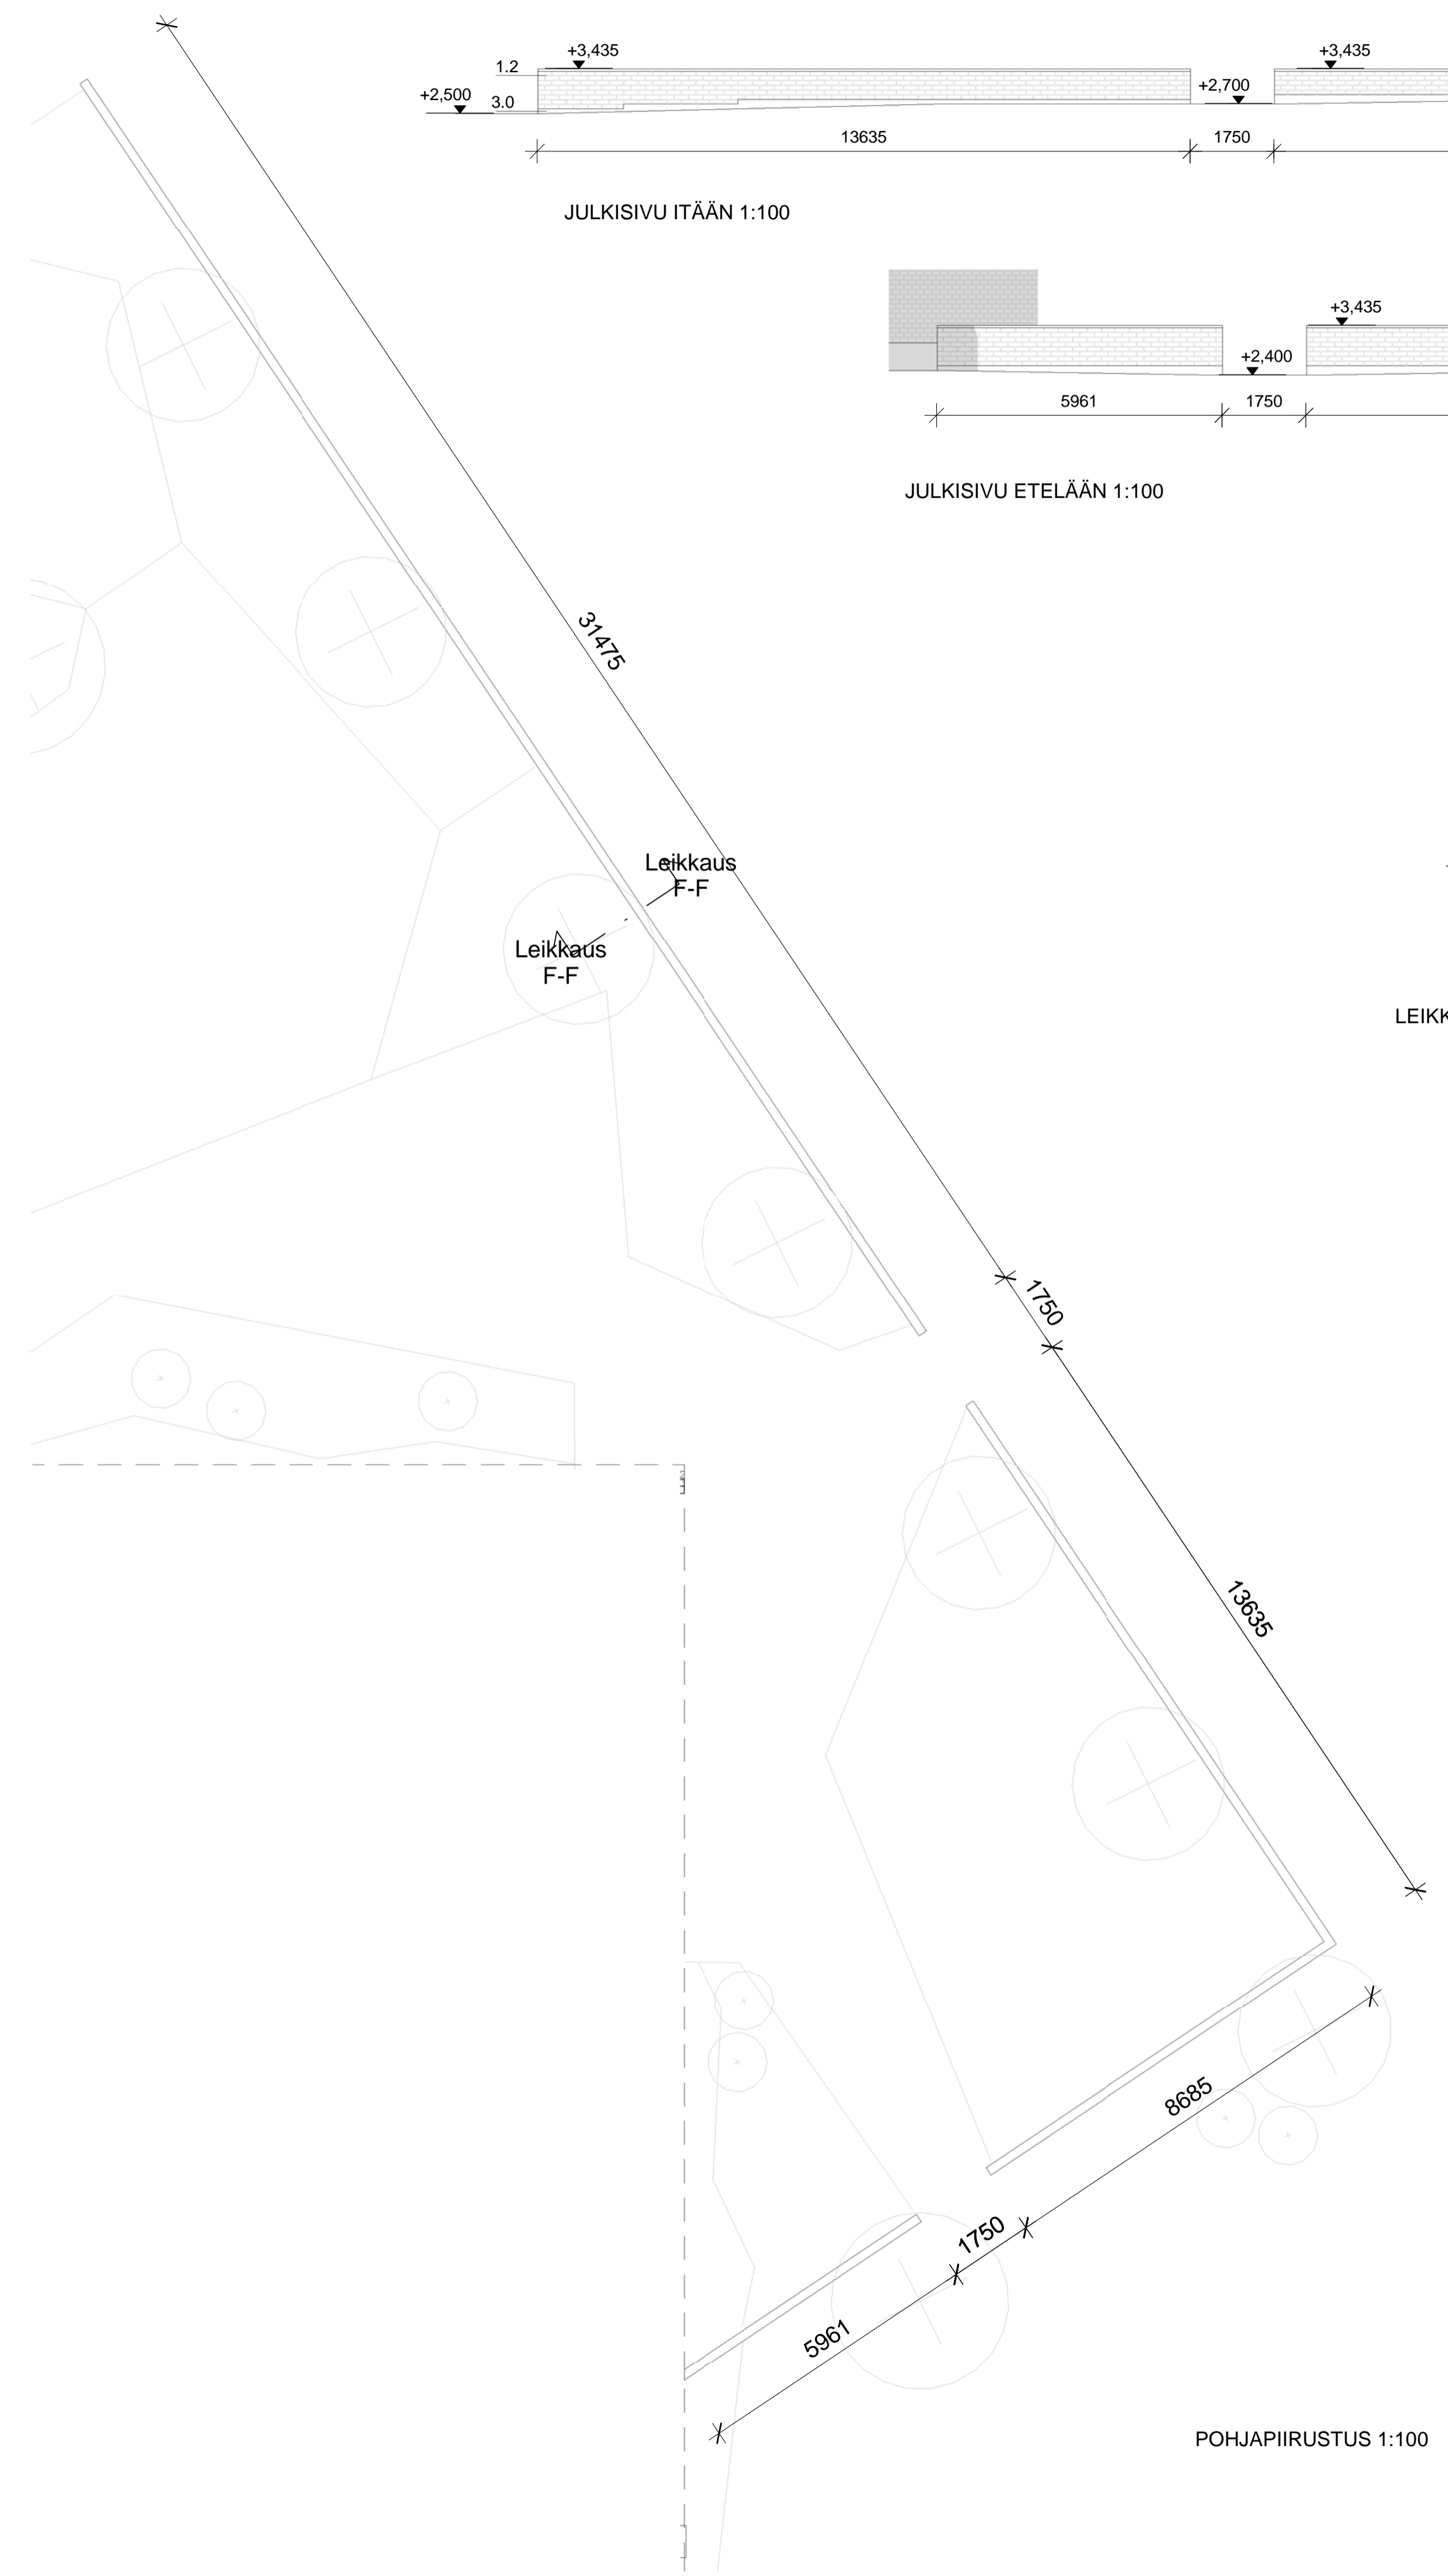 +3,435
+3,435
1.2
+2,500
3.0
+2,700
13635
1750
JULKISIVU ITÄÄN 1:100
+3,435
+2,400
5961
1750
JULKISIVU ETELÄÄN 1:100
31475
Leikkaus
F-F
Leikkaus
F-F
LEIKK
1750
13635
8685
1750
5961
POHJAPIIRUSTUS 1:100